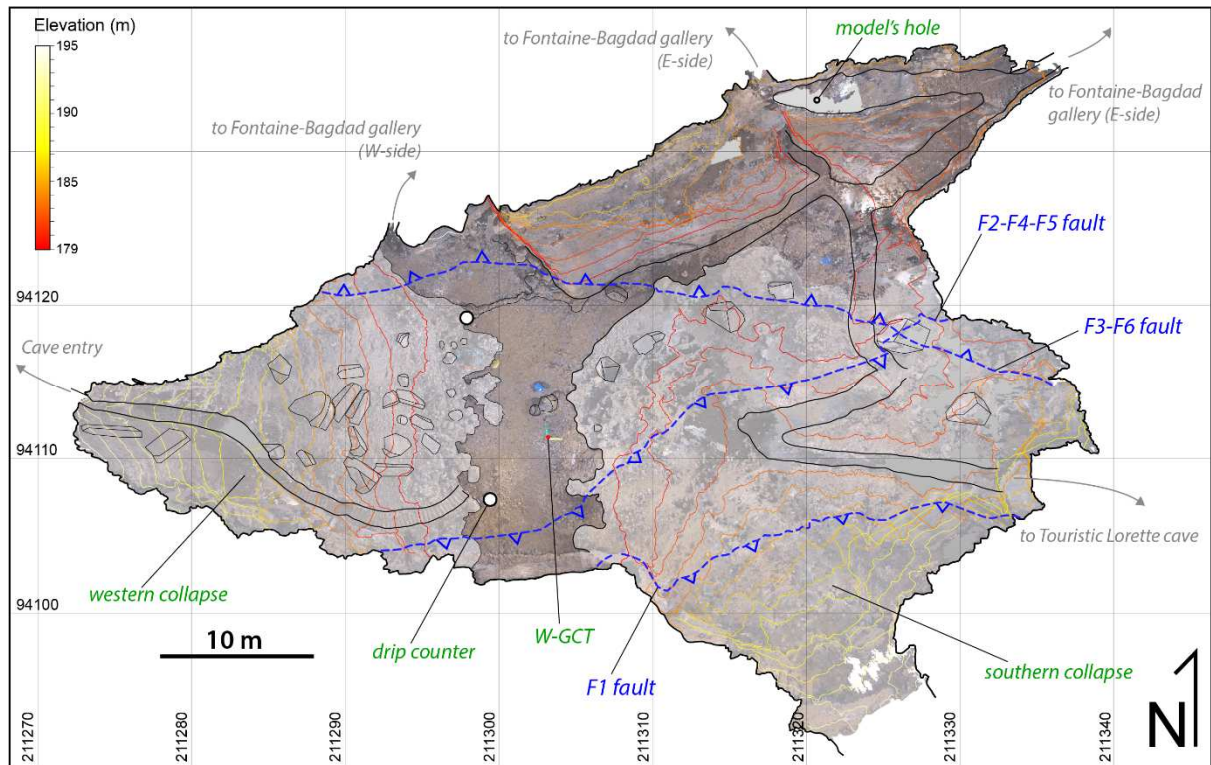 Elevation (m)
195
190
185
179
to Fontaine-Bagdad gallery
(E-side)
model's hole
to Fontaine-Bagdad
gallery (E-side)
to Fontaine-Bagdad gallery
(W-side)
F2-F4-F5 fault
94120
F3-F6 fault
Cave entry
94110
to Touristic Lorette cave
western collapse
94100
10 m
drip counter
W-GCT
F1 fault
southern collapse
N
211270
211280
211290
211300
211310
211320
211330
211340